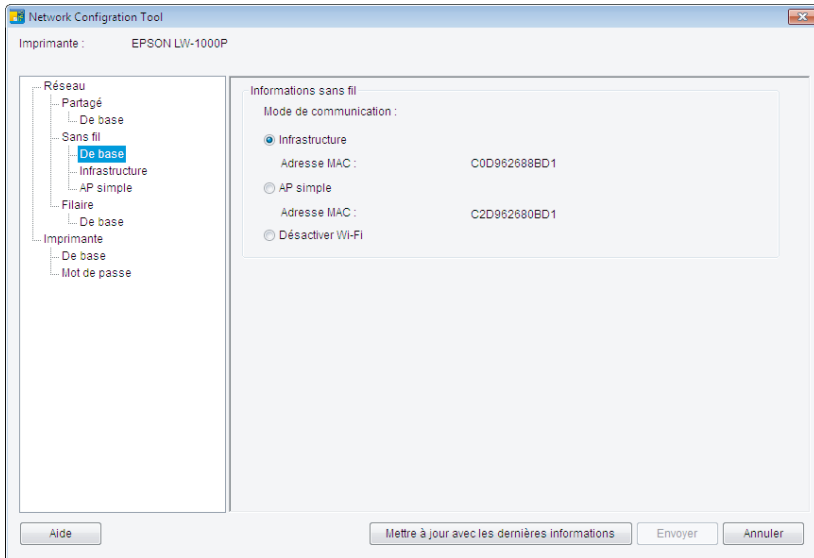 Network Configration Tool
Imprimante : EPSON LW-1000P
Réseau
Partagé
De base
Sans fil
De base
Infrastructure
AP simple
Filaire
De base
Imprimante
De base
Mot de passe
Informations sans fil
Mode de communication :
Infrastructure
Adresse MAC : C0D962688BD1
AP simple
Adresse MAC : C2D962680BD1
Désactiver Wi-Fi
Aide
Mettre à jour avec les dernières informations
Envoyer
Annuler